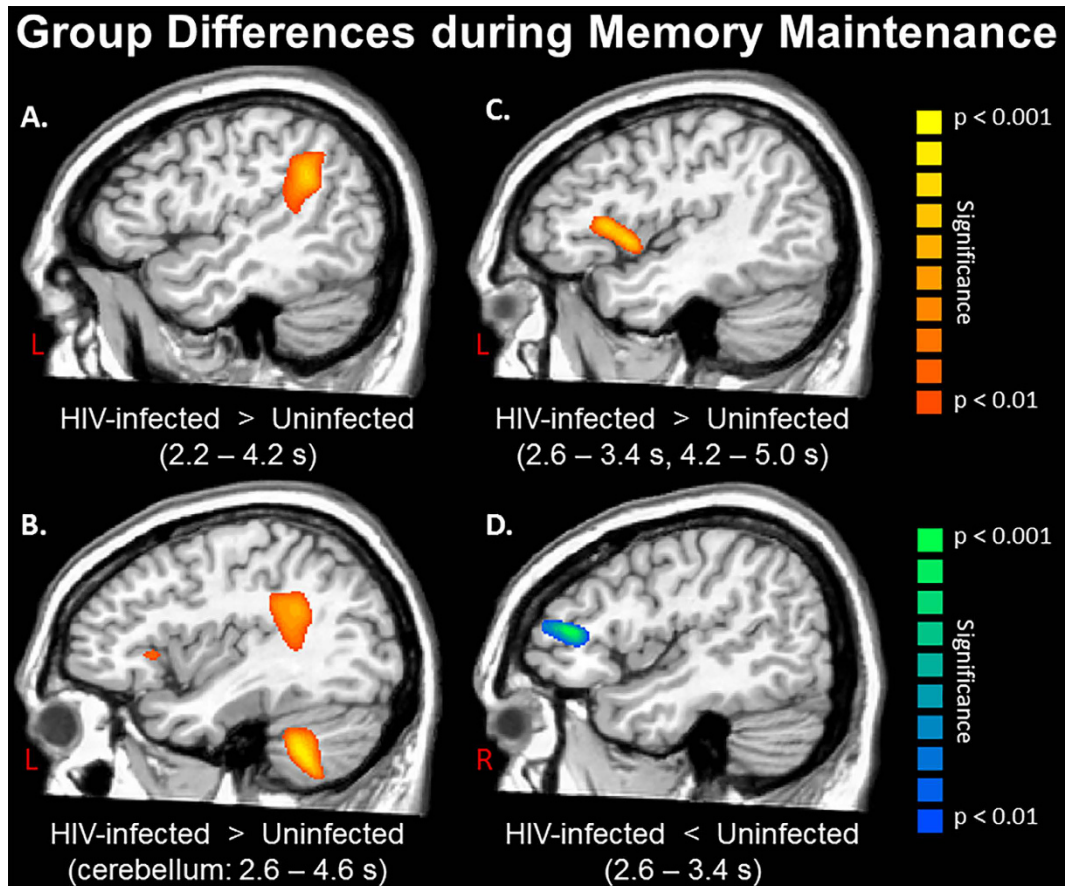 Group Differences during Memory Maintenance
A.
L
HIV-infected > Uninfected
(2.2 – 4.2 s)
C.
L
HIV-infected > Uninfected
(2.6 – 3.4 s, 4.2 – 5.0 s)
p < 0.001
Significance
p < 0.01
B.
L
HIV-infected > Uninfected
(cerebellum: 2.6 – 4.6 s)
D.
R
HIV-infected < Uninfected
(2.6 – 3.4 s)
p < 0.001
Significance
p < 0.01